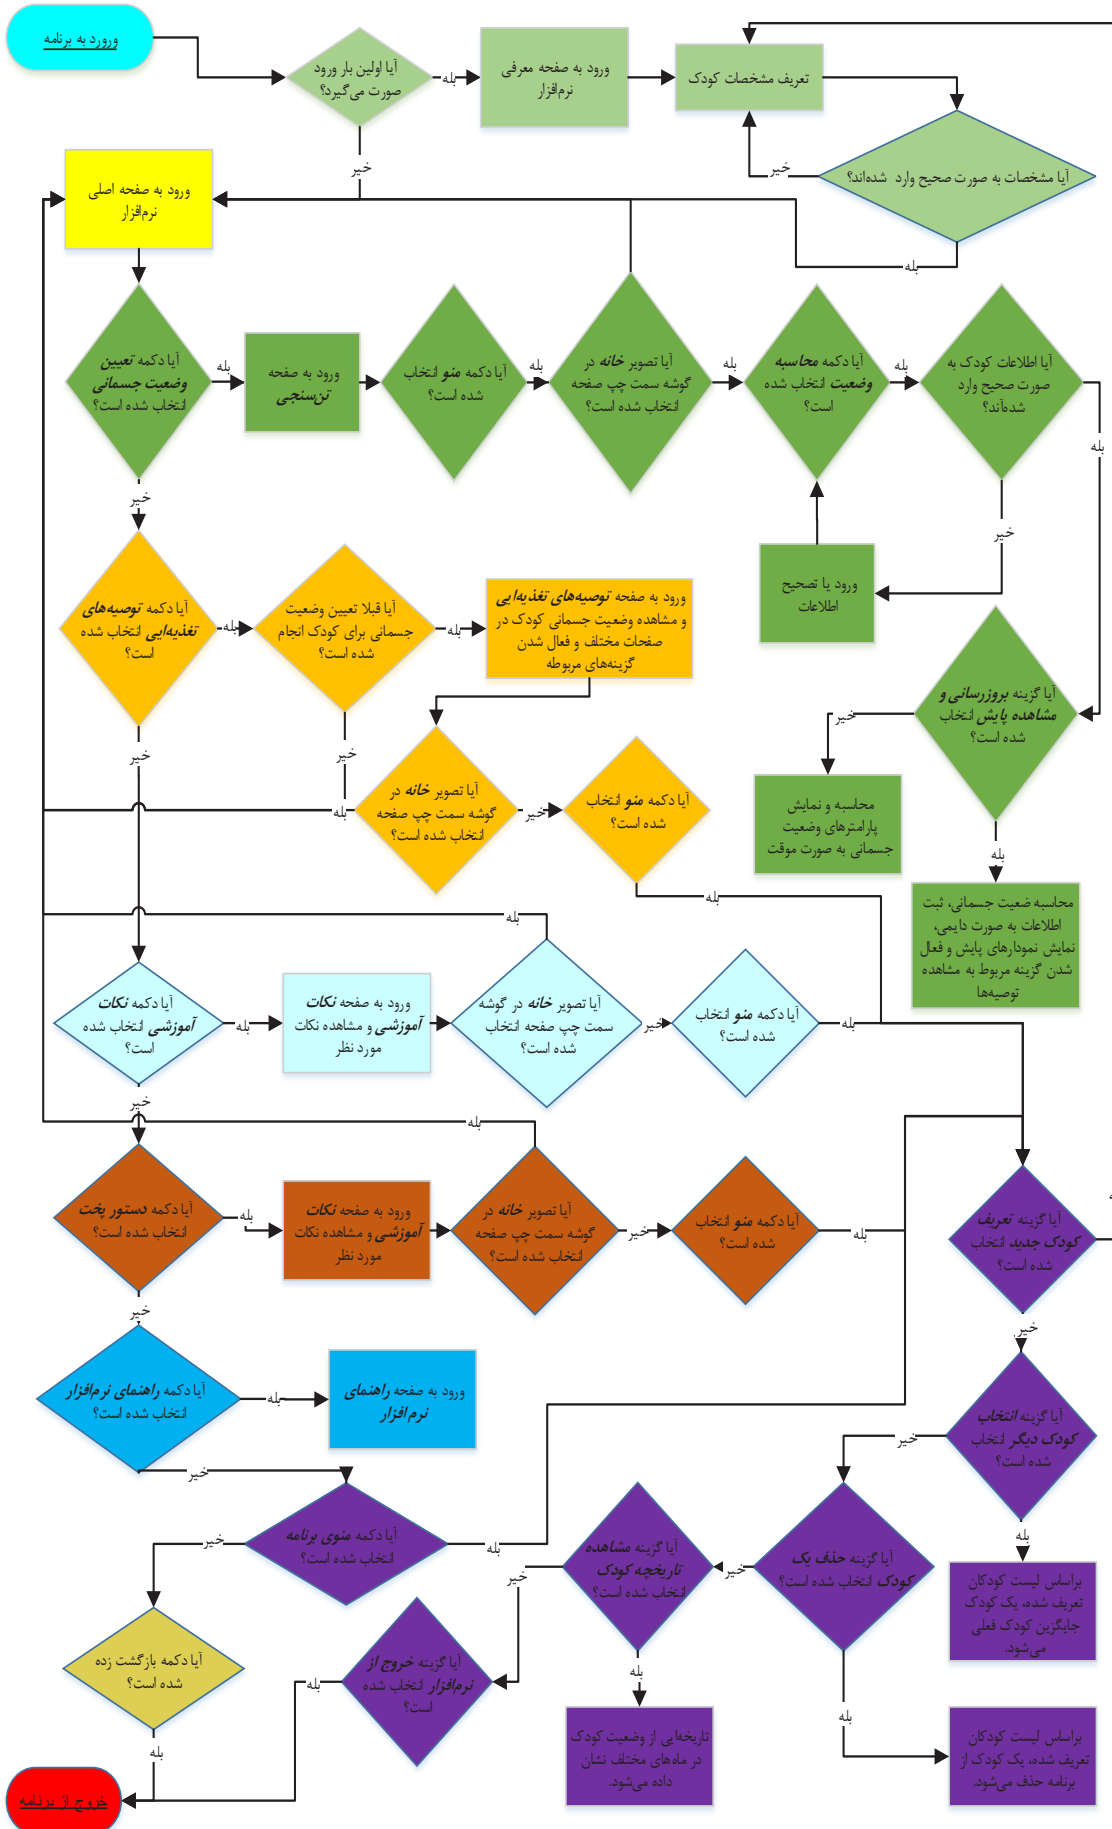 ورورد به برنامه
آیا اولین بار ورود
صورت می‌گیرد؟
بله
ورود به صفحه معرفی
نرم‌افزار
تعریف مشخصات کودک
خیر
خیر
آیا مشخصات به صورت صحیح وارد شده‌اند؟
بله
ورود به صفحه اصلی
نرم‌افزار
آیا دکمه تعیین
وضعیت جسمانی
انتخاب شده است؟
بله
ورود به صفحه
تن‌سنجی
آیا دکمه منو انتخاب
شده است؟
بله
آیا تصویر خانه در
گوشه سمت چپ صفحه
انتخاب شده است؟
بله
آیا دکمه محاسبه
وضعیت انتخاب شده
است؟
بله
آیا اطلاعات کودک به
صورت صحیح وارد
شده‌آند؟
بله
خیر
خیر
ورود یا تصحیح
اطلاعات
آیا دکمه توصیه‌های
تغذیه‌ایی انتخاب شده
است؟
بله
آیا قبلا تعیین وضعیت
جسمانی برای کودک انجام
شده است؟
بله
ورود به صفحه توصیه‌های تغذیه‌ایی
و مشاهده وضعیت جسمانی کودک در
صفحات مختلف و فعال شدن
گزینه‌های مربوطه
آیا گزینه بروزرسانی و
مشاهده پایش انتخاب
شده است؟
خیر
خیر
خیر
بله
آیا تصویر خانه در
گوشه سمت چپ صفحه
انتخاب شده است؟
خیر
آیا دکمه منو انتخاب
شده است؟
محاسبه و نمایش
پارامترهای وضعیت
جسمانی به صورت موقت
بله
بله
محاسبه ضعیت جسمانی، ثبت
اطلاعات به صورت دایمی،
نمایش نمودارهای پایش و فعال
شدن گزینه مربوط به مشاهده
توصیه‌ها
بله
آیا دکمه نکات
آموزشی انتخاب شده
است؟
بله
ورود به صفحه نکات
آموزشی و مشاهده نکات
مورد نظر
آیا تصویر خانه در گوشه
سمت چپ صفحه انتخاب
شده است؟
خیر
آیا دکمه منو انتخاب
شده است؟
بله
خیر
بله
آیا دکمه دستور پخت
انتخاب شده است؟
بله
ورود به صفحه نکات
آموزشی و مشاهده نکات
مورد نظر
آیا تصویر خانه در
گوشه سمت چپ صفحه
انتخاب شده است؟
خیر
آیا دکمه منو انتخاب
شده است؟
بله
آیا گزینه تعریف
کودک جدید انتخاب
شده است؟
خیر
خیر
آیا دکمه راهنمای نرم‌افزار
انتخاب شده است؟
بله
ورود به صفحه راهنمای
نرم افزار
آیا گزینه انتخاب
کودک دیگر انتخاب
شده است؟
خیر
خیر
آیا دکمه منوی برنامه
انتخاب شده است؟
خیر
بله
آیا گزینه مشاهده
تاریخچه کودک
انتخاب شده است؟
خیر
خیر
آیا گزینه حذف یک
کودک انتخاب شده است؟
بله
براساس لیست کودکان
تعریف شده، یک کودک
جایگزین کودک فعلی
می‌شود.
آیا دکمه بازگشت زده
شده است؟
بله
آیا گزینه خروج از
نرم‌افزار انتخاب شده
است؟
بله
بله
بله
تاریخه‌ایی از وضعیت کودک
در ماه‌های مختلف نشان
داده می‌شود.
براساس لیست کودکان
تعریف شده، یک کودک از
برنامه حذف می‌شود.
خروج از برنامه